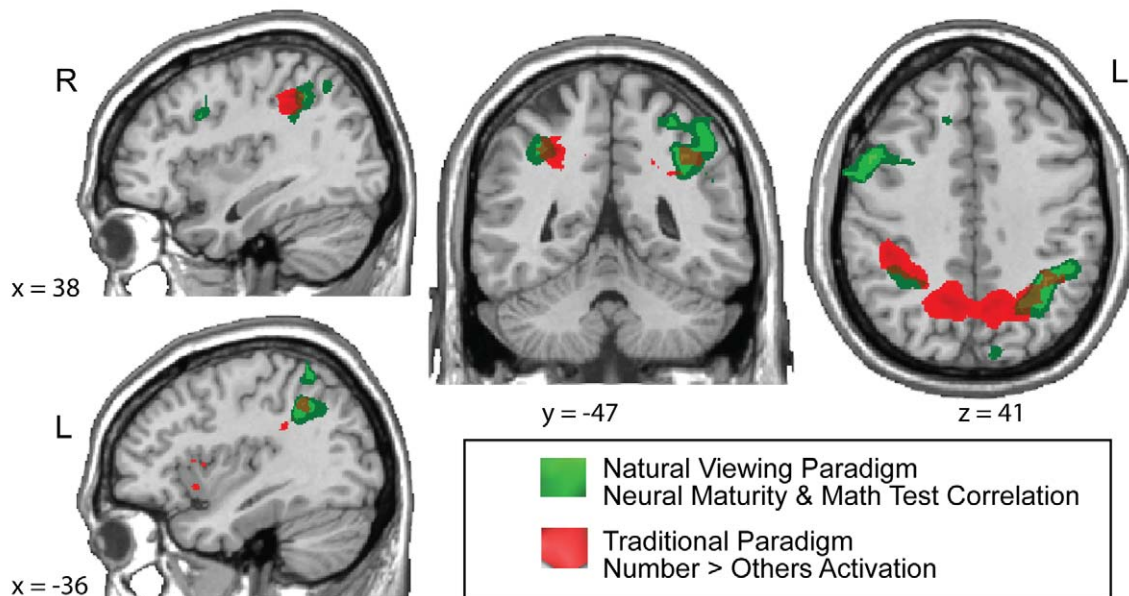 R
L
x = 38
L
x = -36
y = -47
z = 41
Natural Viewing Paradigm
Neural Maturity & Math Test Correlation
Traditional Paradigm
Number > Others Activation